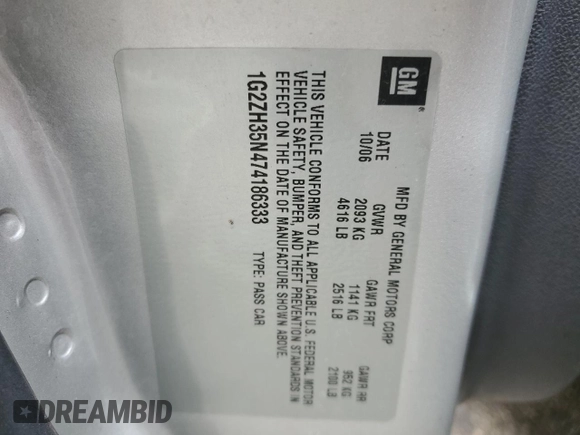 GM
MFD BY GENERAL MOTORS CORP
DATE GVWR GAWR FRT GAWR RR
10/06 2093 KG 1141 KG 952 KG
4616 LB 2516 LB 2100 LB
THIS VEHICLE CONFORMS TO ALL APPLICABLE U.S. FEDERAL MOTOR
VEHICLE SAFETY, BUMPER, AND THEFT PREVENTION STANDARDS IN
EFFECT ON THE DATE OF MANUFACTURE SHOWN ABOVE.
1G2ZH35N474186333 TYPE: PASS CAR
DREAMBID